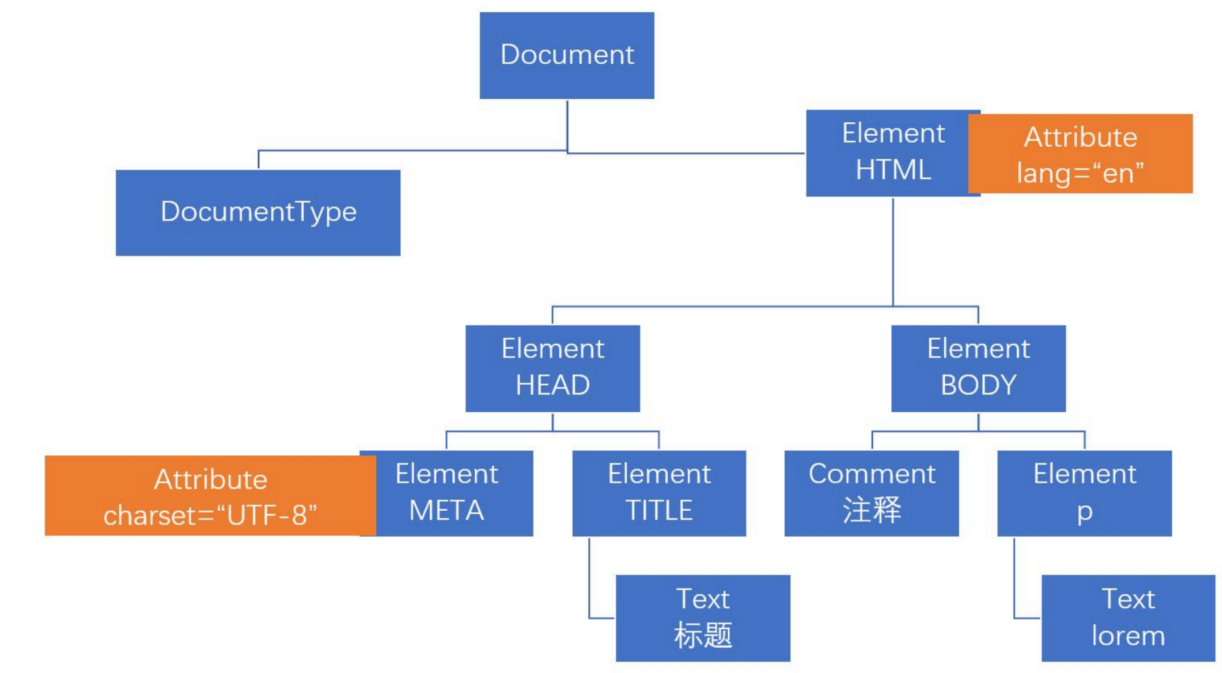 Document
Element
HTML
Attribute
lang=“en”
DocumentType
Element
HEAD
Element
BODY
Attribute
charset=“UTF-8”
Element
META
Element
TITLE
Comment
注释
Element
p
Text
标题
Text
lorem